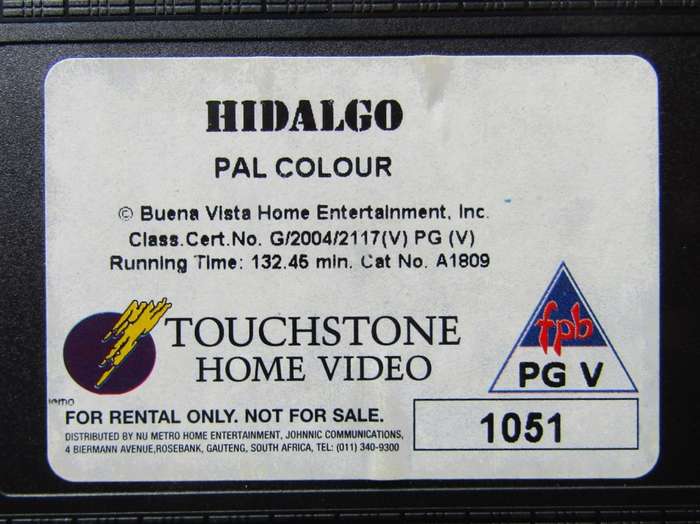 HIDALGO
PAL COLOUR
© Buena Vista Home Entertainment, Inc.
Class.Cert.No. G/2004/2117(V) PG (V)
Running Time: 132.45 min. Cat No. A1809
fpb
TOUCHSTONE
HOME VIDEO
PG V
FOR RENTAL ONLY. NOT FOR SALE.
1051
DISTRIBUTED BY NU METRO HOME ENTERTAINMENT, JOHNNIC COMMUNICATIONS,
4 BIERMANN AVENUE,ROSEBANK, GAUTENG, SOUTH AFRICA, TEL: (011) 340-9300